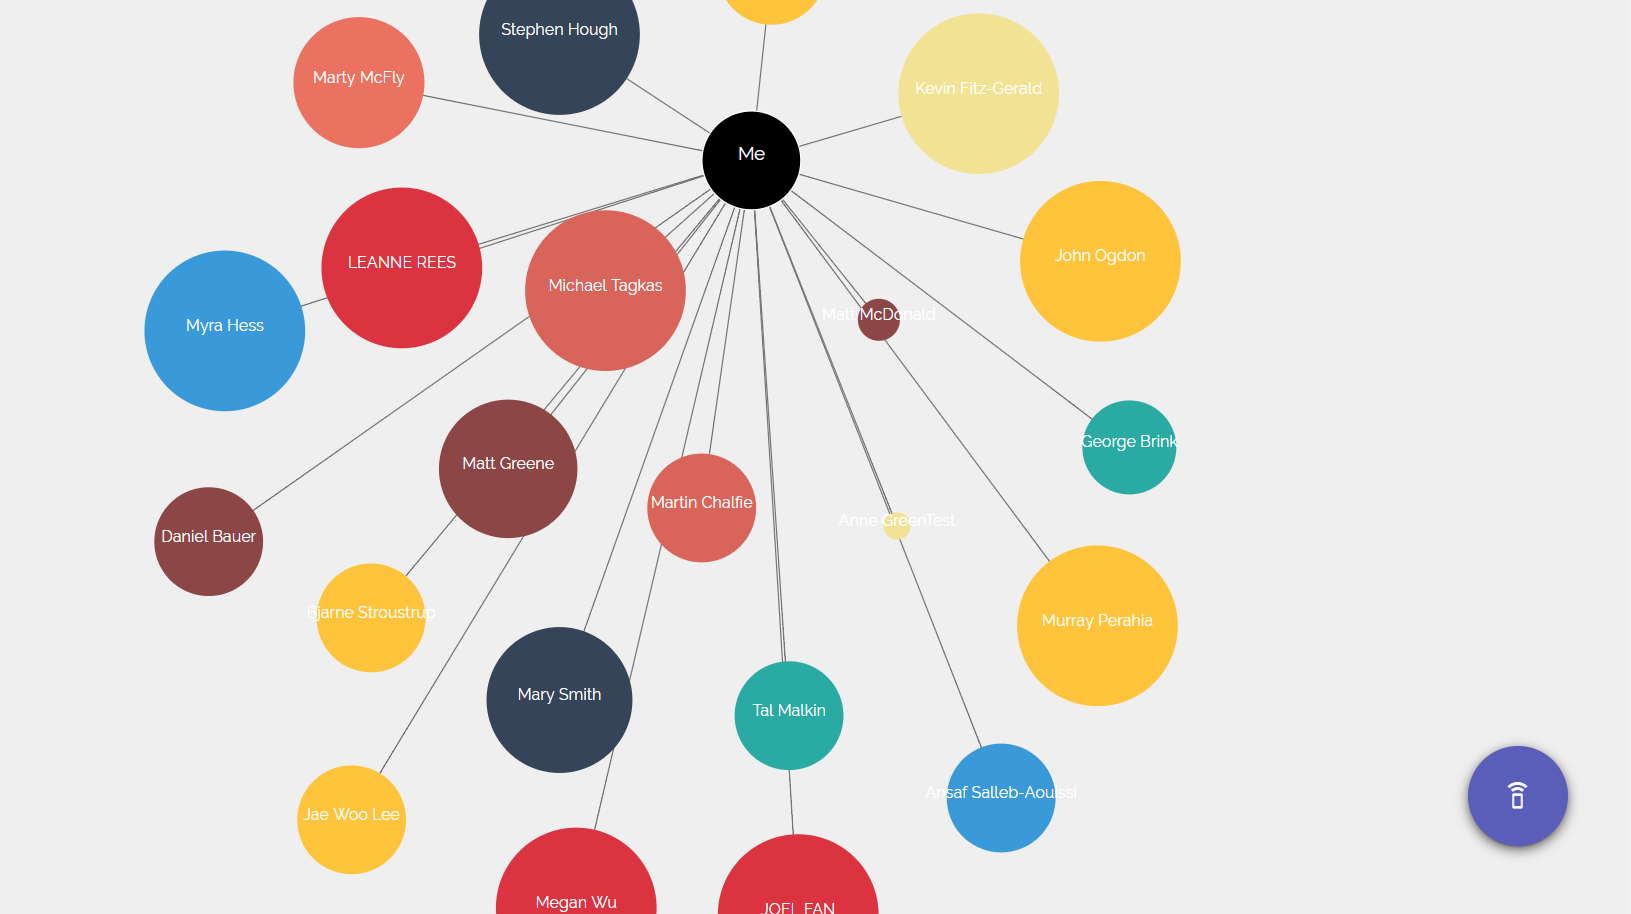 Stephen Hough
Marty McFly
Kevin Fitz-Gerald
Me
John Ogdon
LEANNE REES
Michael Tagkas
Matt McDonald
Myra Hess
George Brink
Matt Greene
Martin Chalfie
Anne GreenTest
Daniel Bauer
Bjarne Stroustrup
Murray Perahia
Mary Smith
Tal Malkin
Ansaf Salleb-Aouissi
Jae Woo Lee
Megan Wu
JOEL FAN